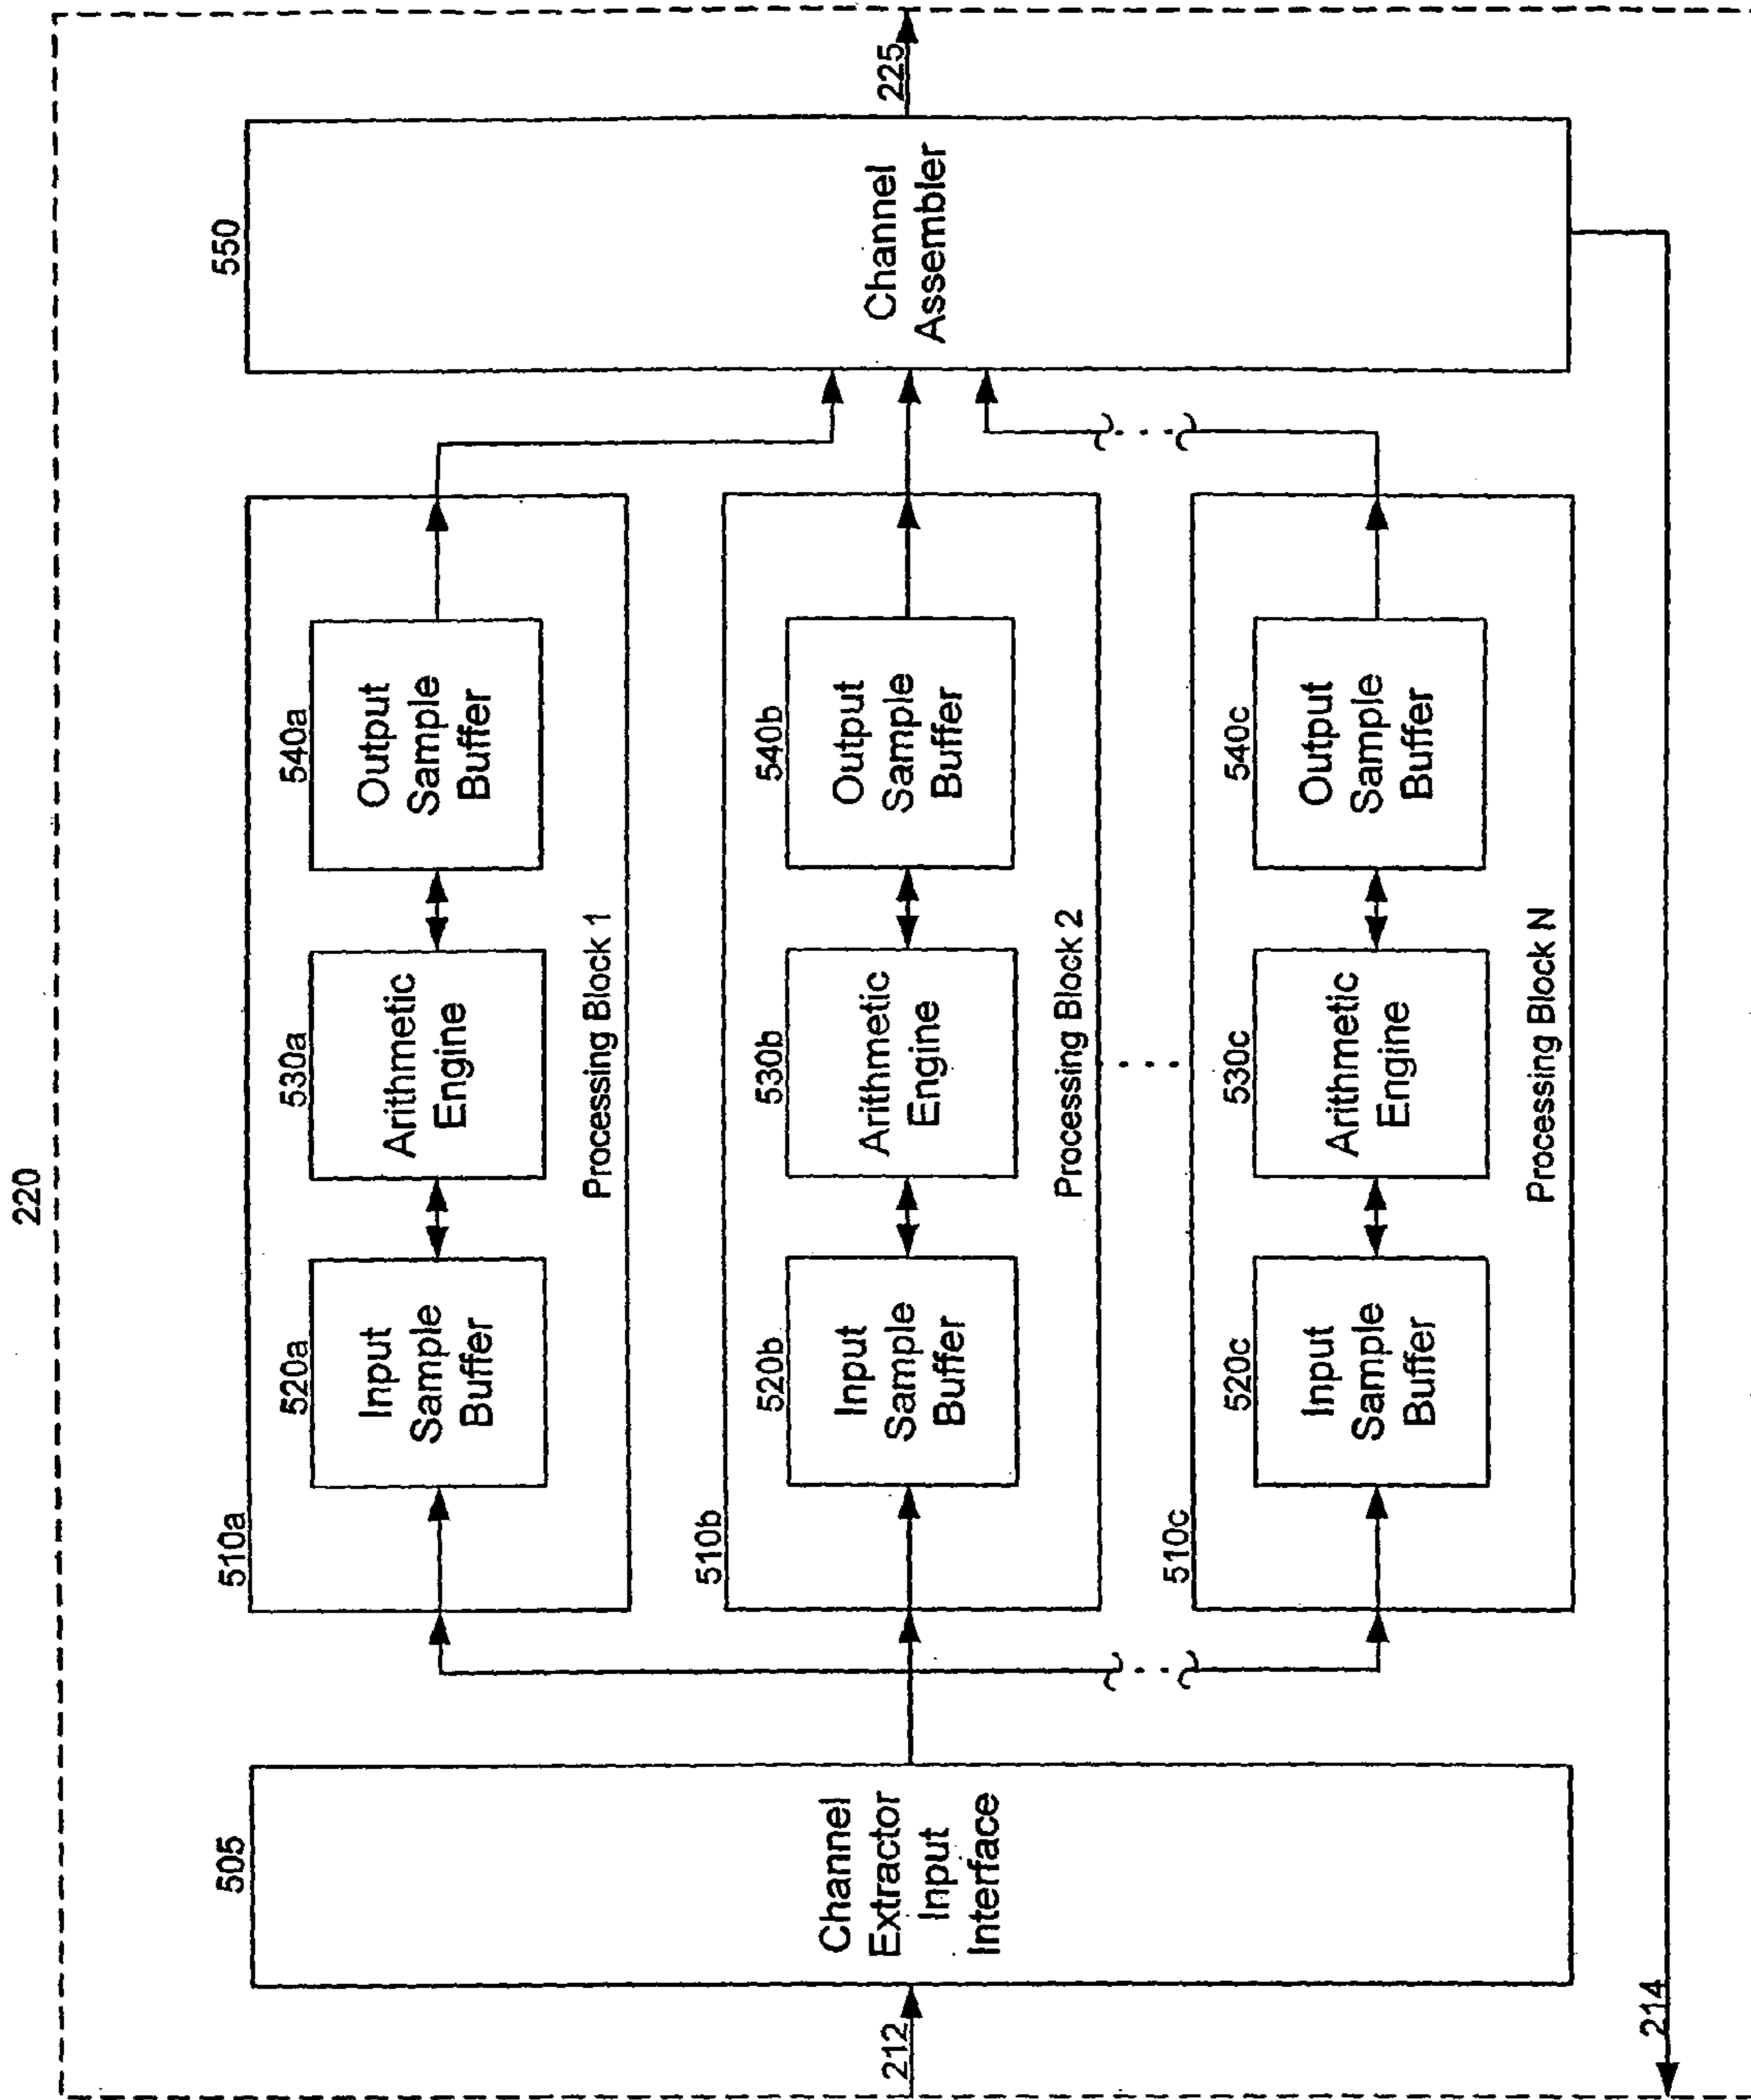 220
505
Channel
Extractor
Input
Interface
212
510a
520a
Input
Sample
Buffer
530a
Arithmetic
Engine
540a
Output
Sample
Buffer
Processing Block 1
510b
520b
Input
Sample
Buffer
530b
Arithmetic
Engine
540b
Output
Sample
Buffer
Processing Block 2
510c
520c
Input
Sample
Buffer
530c
Arithmetic
Engine
540c
Output
Sample
Buffer
Processing Block N
550
Channel
Assembler
225
214